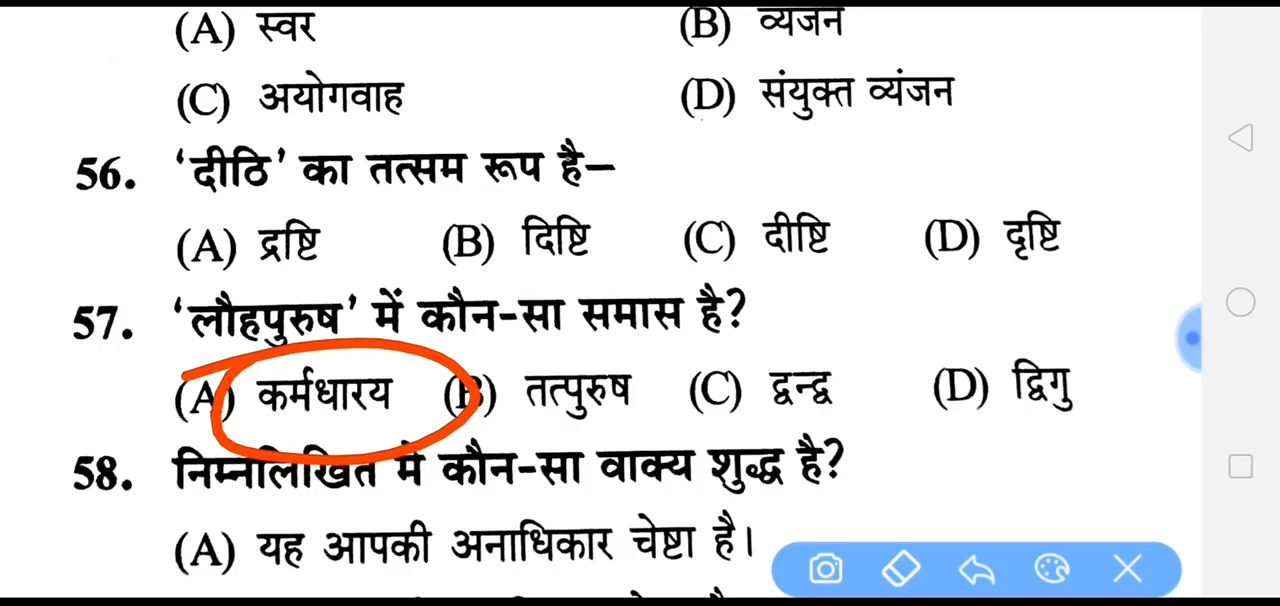 (A) स्वर (B) व्यंजन
(C) अयोगवाह (D) संयुक्त व्यंजन
56. ‘दीठि’ का तत्सम रूप है–
(A) द्रष्टि (B) दिष्टि (C) दीष्टि (D) दृष्टि
57. ‘लौहपुरुष’ में कौन-सा समास है?
(A) कर्मधारय (B) तत्पुरुष (C) द्वन्द्व (D) द्विगु
58. निम्नलिखित में कौन-सा वाक्य शुद्ध है?
(A) यह आपकी अनाधिकार चेष्टा है।